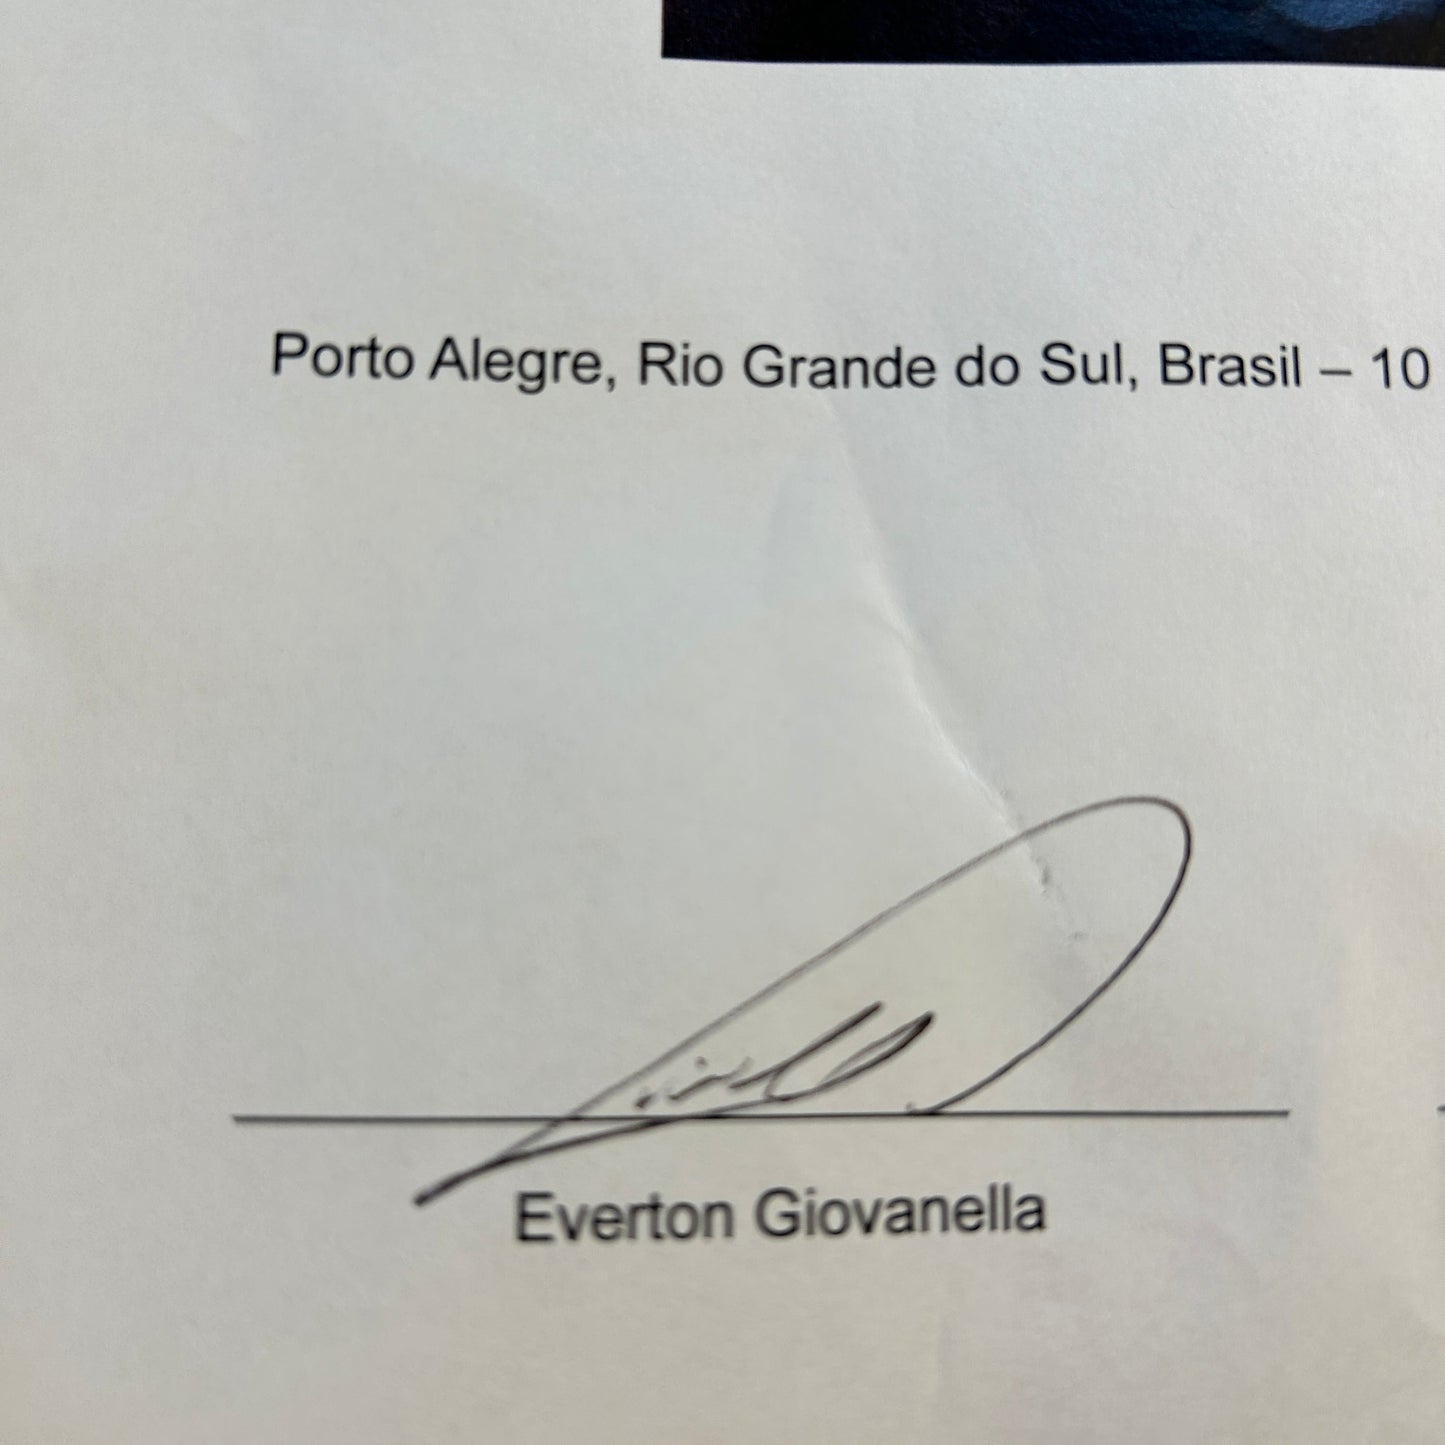 Porto Alegre, Rio Grande do Sul, Brasil – 10
Everton Giovanella